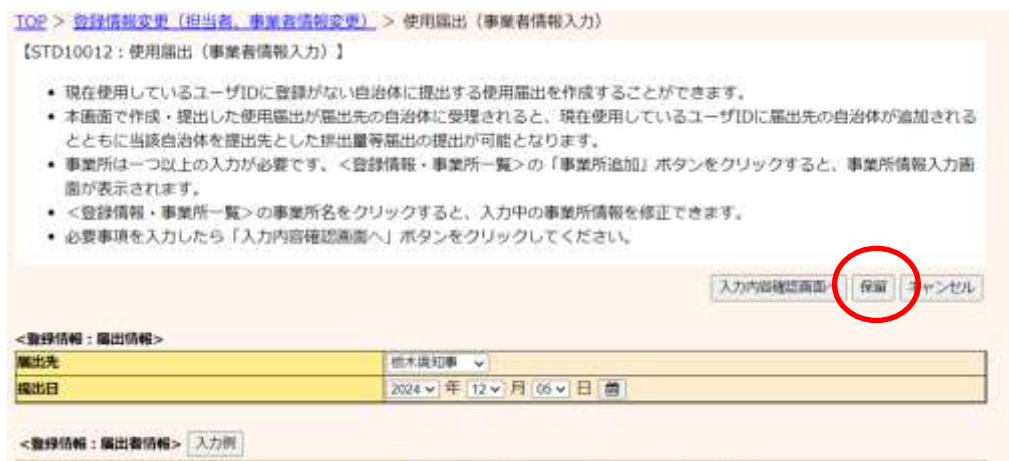 TOP > 登録情報変更（担当者、事業者情報変更） > 使用届出（事業者情報入力）
【STD10012：使用届出（事業者情報入力）】
• 現在使用しているユーザIDに登録がない自治体に提出する使用届出を作成することができます。
• 本画面で作成・提出した使用届出が届出先の自治体に受理されると、現在使用しているユーザIDに届出先の自治体が追加される
とともに当該自治体を提出先とした排出量等届出の提出が可能となります。
• 事業所は一つ以上の入力が必要です。<登録情報・事業所一覧>の「事業所追加」ボタンをクリックすると、事業所情報入力画
面が表示されます。
• <登録情報・事業所一覧>の事業所名をクリックすると、入力中の事業所情報を修正できます。
• 必要事項を入力したら「入力内容確認画面へ」ボタンをクリックしてください。
入力内容確認画面へ 保留 キャンセル
<登録情報：届出情報>
届出先 栃木県知事
提出日 2024 年 12 月 05 日
<登録情報：届出者情報> 入力例